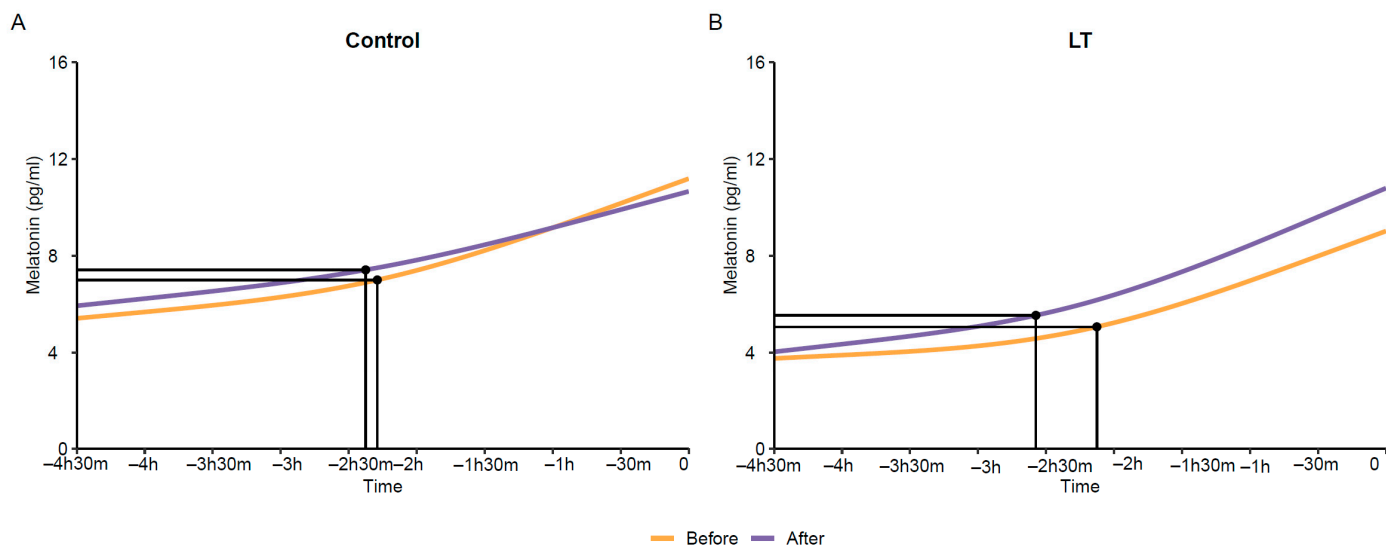 A
Control
Melatonin (pg/ml)
16
12
8
4
0
–4h30m –4h –3h30m –3h –2h30m –2h –1h30m –1h –30m 0
Time
B
LT
Melatonin (pg/ml)
16
12
8
4
0
–4h30m –4h –3h30m –3h –2h30m –2h –1h30m –1h –30m 0
Time
Before After